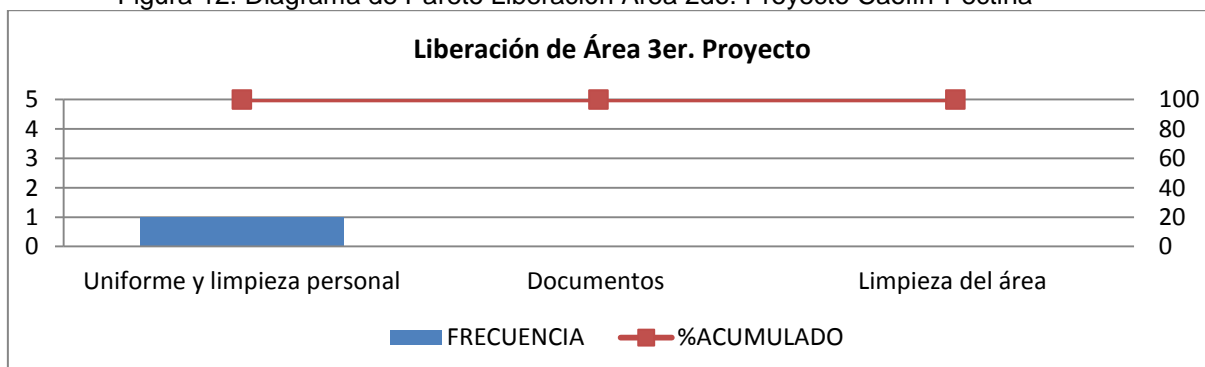 Figura 12. Diagrama de Pareto Liberación Área 2do. Proyecto Caolín-Pectina
Liberación de Área 3er. Proyecto
5 100
4 80
3 60
2 40
1 20
0 0
Uniforme y limpieza personal Documentos Limpieza del área
FRECUENCIA %ACUMULADO